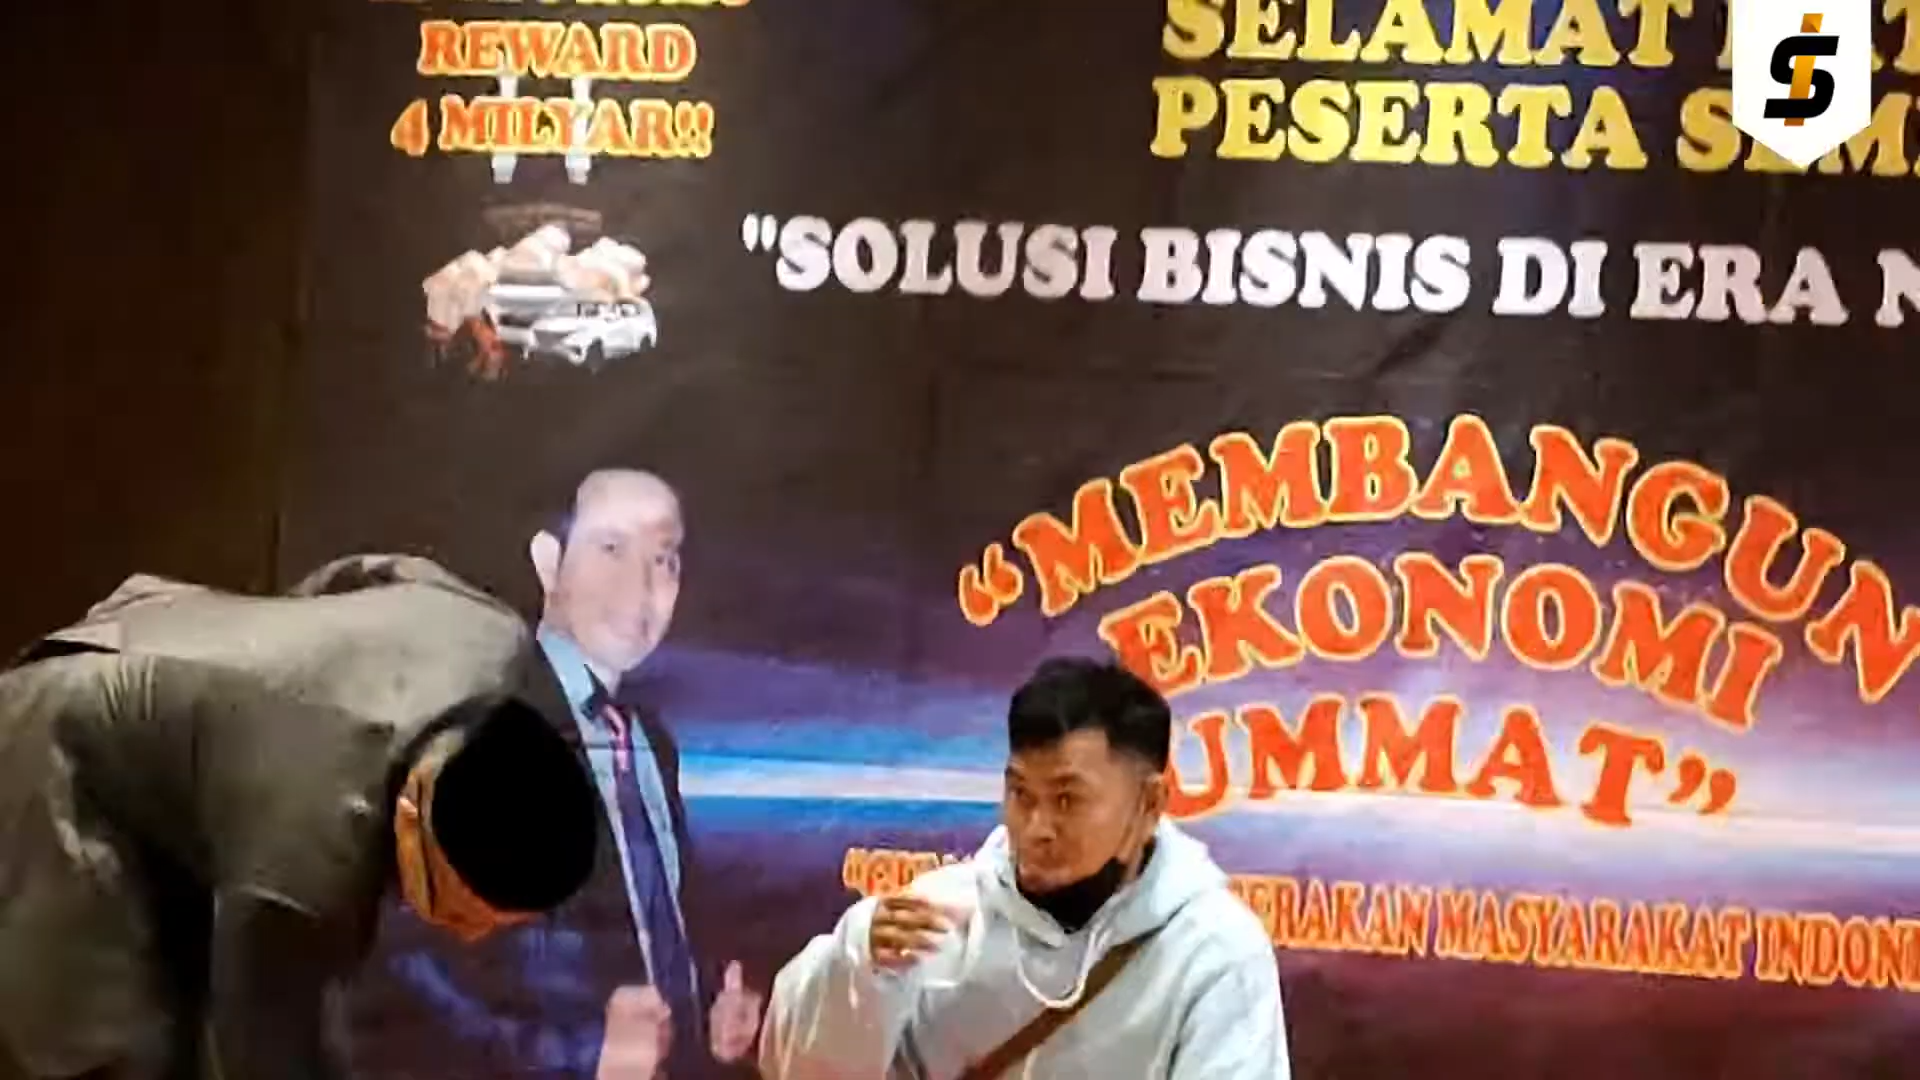 REWARD
4 MILYAR!!
SELAMAT
PESERTA
"SOLUSI BISNIS DI ERA
"MEMBANGUN
EKONOMI
UMMAT"
MASYARAKAT